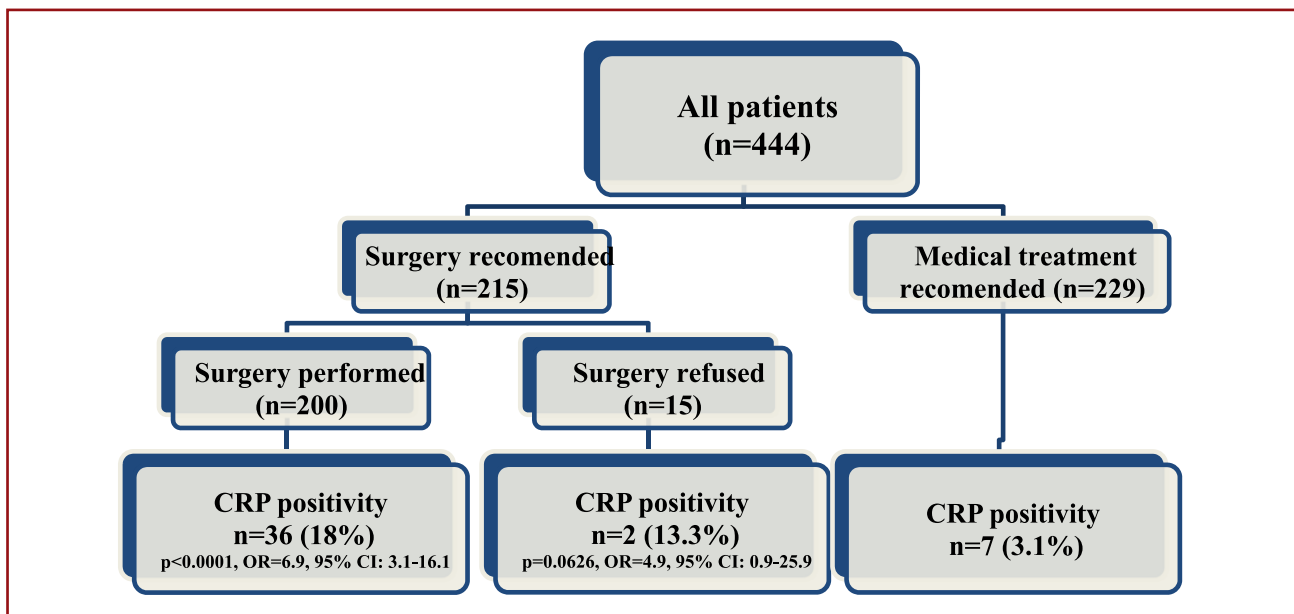 All patients
(n=444)
Surgery recomended
(n=215)
Medical treatment
recomended (n=229)
Surgery performed
(n=200)
Surgery refused
(n=15)
CRP positivity
n=36 (18%)
p<0.0001, OR=6.9, 95% CI: 3.1-16.1
CRP positivity
n=2 (13.3%)
p=0.0626, OR=4.9, 95% CI: 0.9-25.9
CRP positivity
n=7 (3.1%)